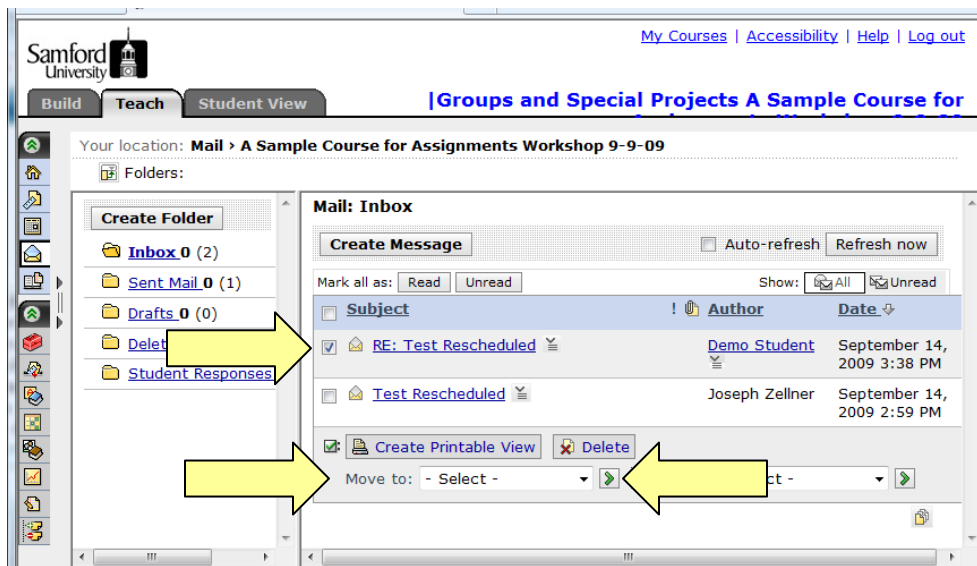 My Courses | Accessibility | Help | Log out
Samford
University
Build Teach Student View
|Groups and Special Projects A Sample Course for
Your location: Mail › A Sample Course for Assignments Workshop 9-9-09
Folders:
Create Folder
Inbox 0 (2)
Sent Mail 0 (1)
Drafts 0 (0)
Student Responses
Mail: Inbox
Create Message Auto-refresh Refresh now
Mark all as: Read Unread Show: All Unread
Subject ! Author Date
RE: Test Rescheduled Demo Student September 14,
2009 3:38 PM
Test Rescheduled Joseph Zellner September 14,
2009 2:59 PM
Create Printable View Delete
Move to: - Select -